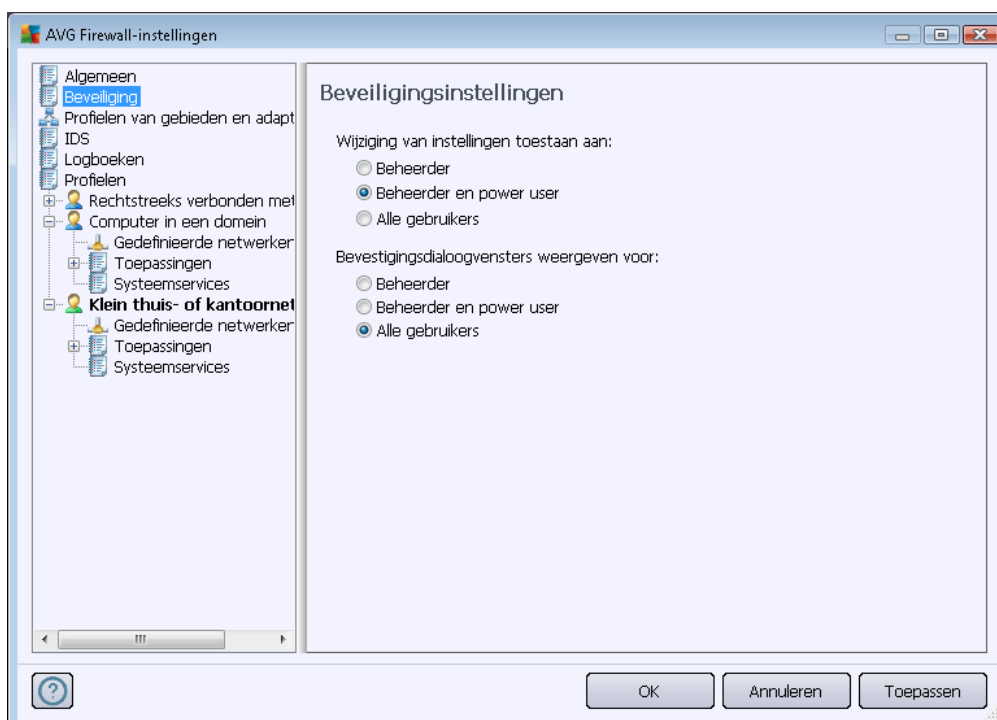 AVG Firewall-instellingen
Algemeen
Beveiliging
Profielen van gebieden en adapt
IDS
Logboeken
Profielen
Rechtstreeks verbonden met
Computer in een domein
Gedefinieerde netwerker
Toepassingen
Systeemservices
Klein thuis- of kantoornet
Gedefinieerde netwerker
Toepassingen
Systeemservices
Beveiligingsinstellingen
Wijziging van instellingen toestaan aan:
Beheerder
Beheerder en power user
Alle gebruikers
Bevestigingsdialoogvensters weergeven voor:
Beheerder
Beheerder en power user
Alle gebruikers
?
OK
Annuleren
Toepassen